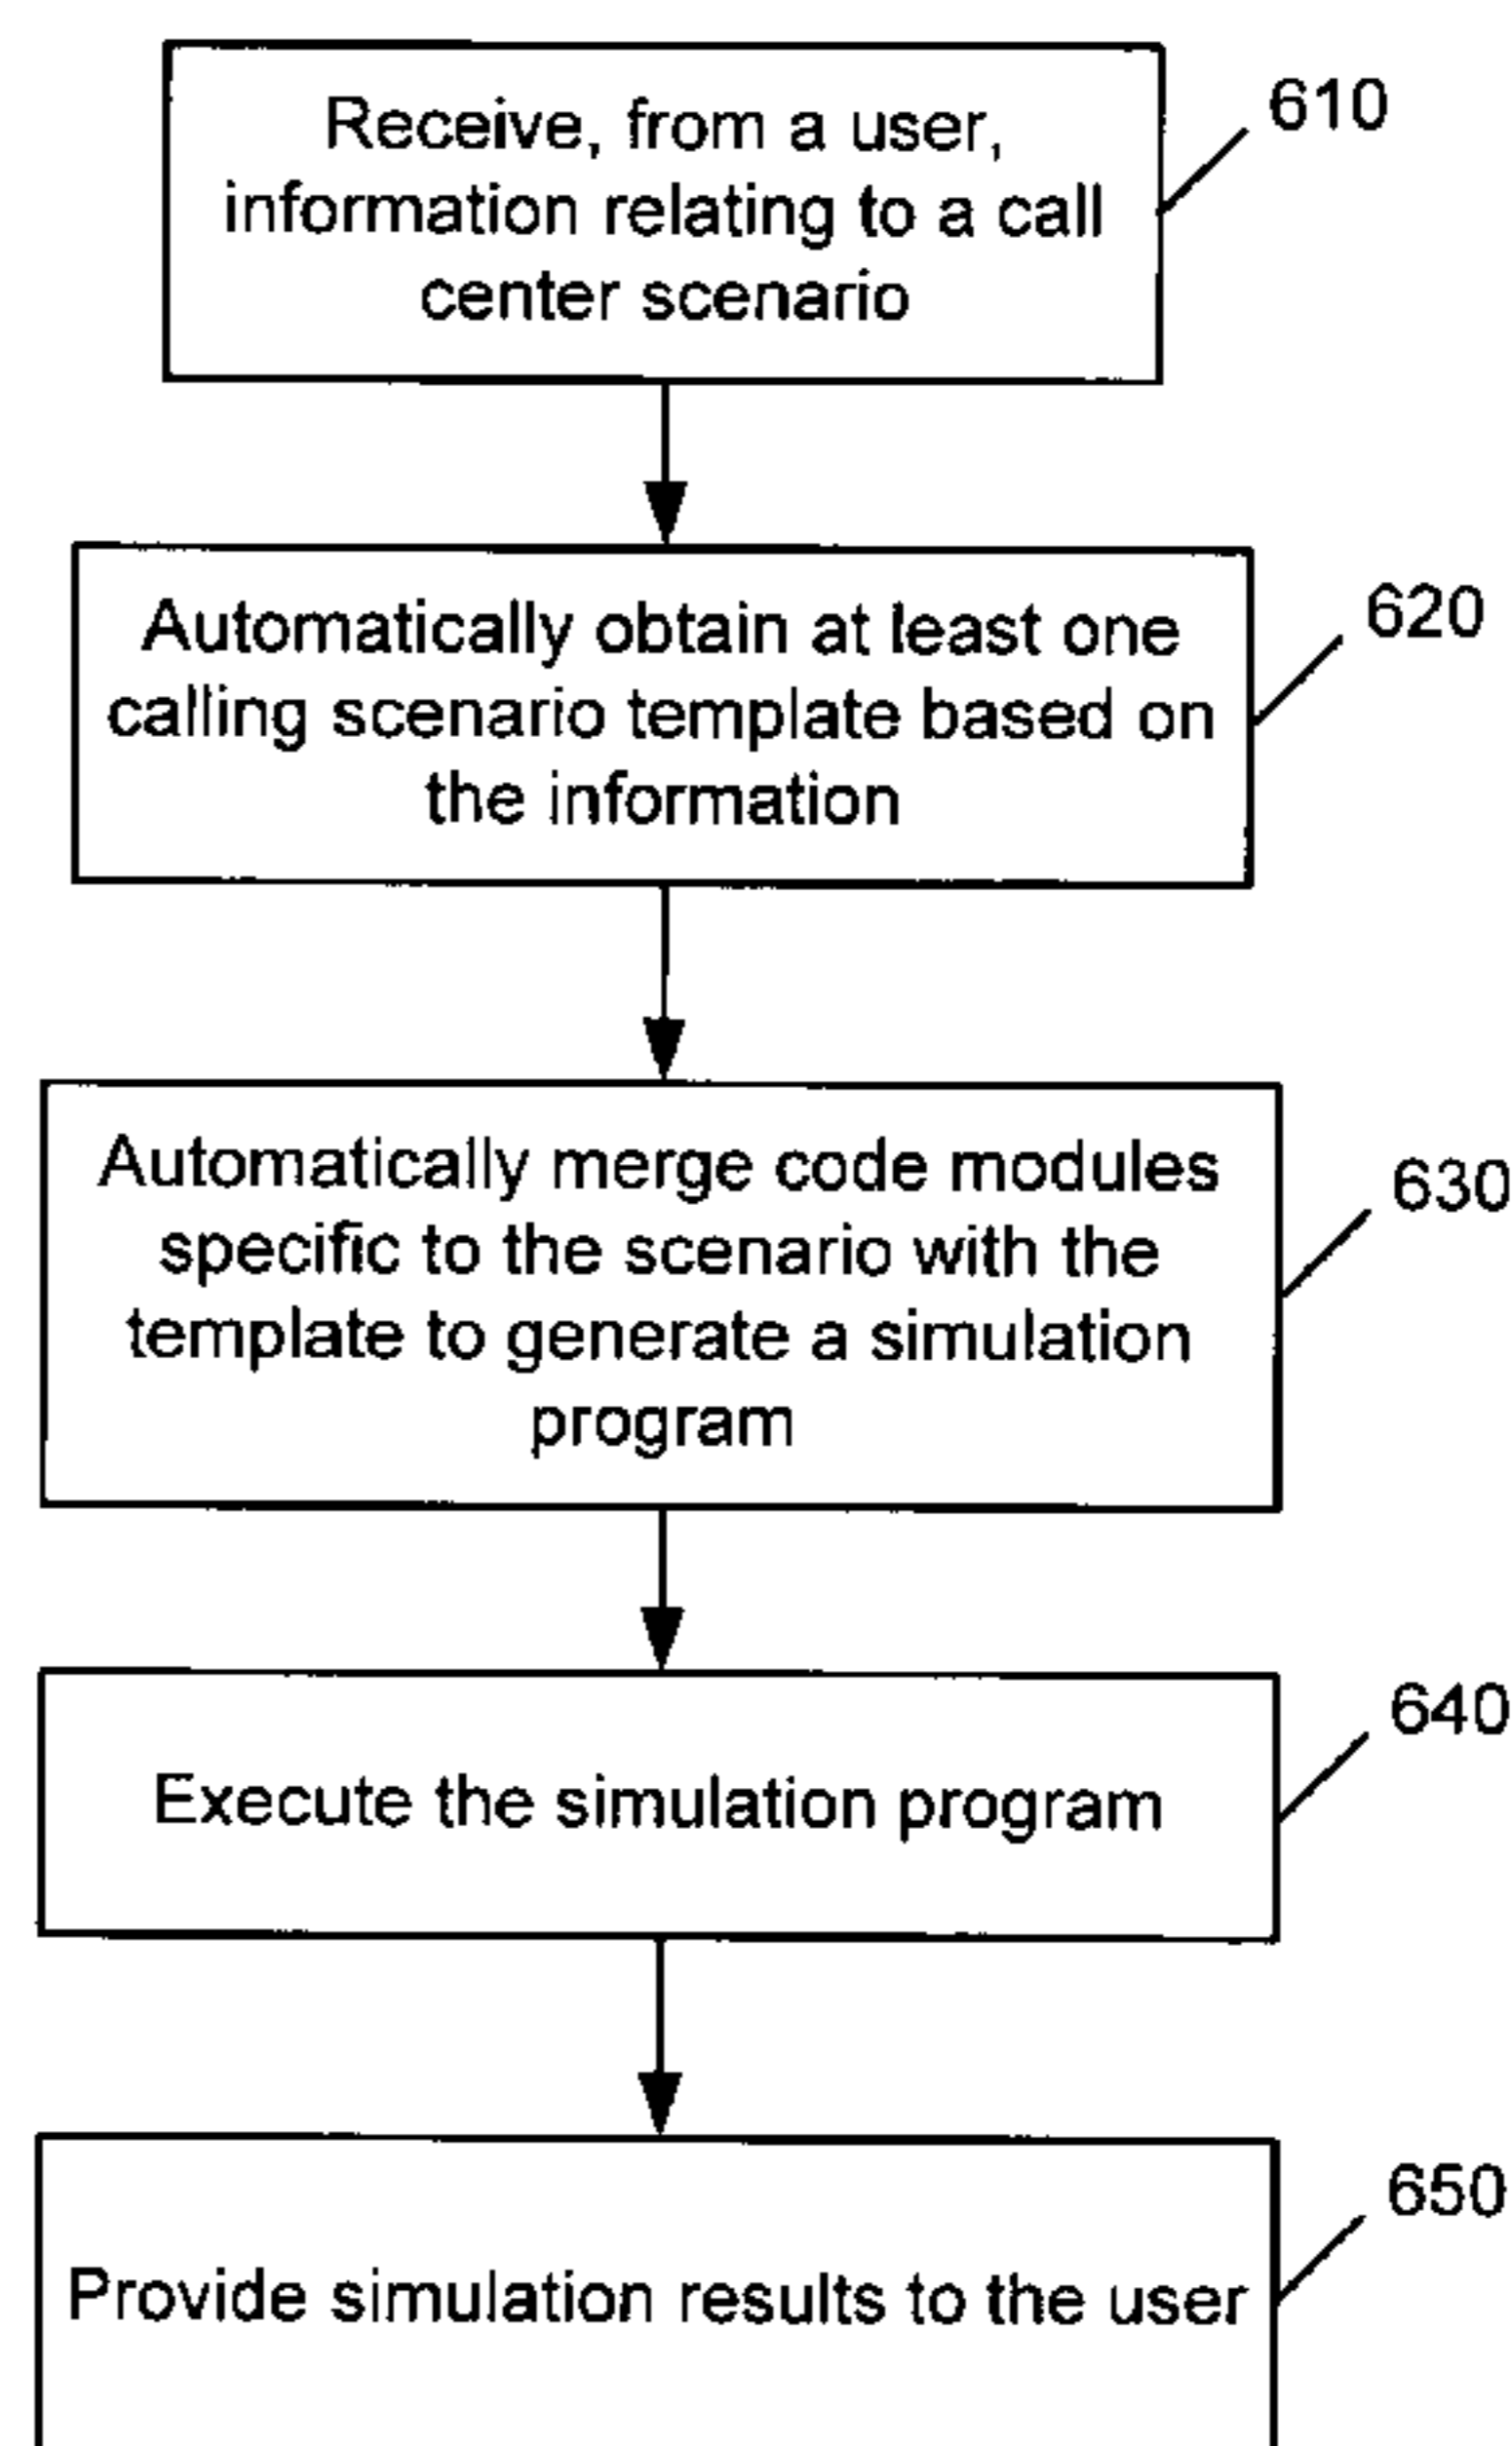 Receive, from a user,
information relating to a call
center scenario
610
Automatically obtain at least one
calling scenario template based on
the information
620
Automatically merge code modules
specific to the scenario with the
template to generate a simulation
program
630
Execute the simulation program
640
Provide simulation results to the user
650